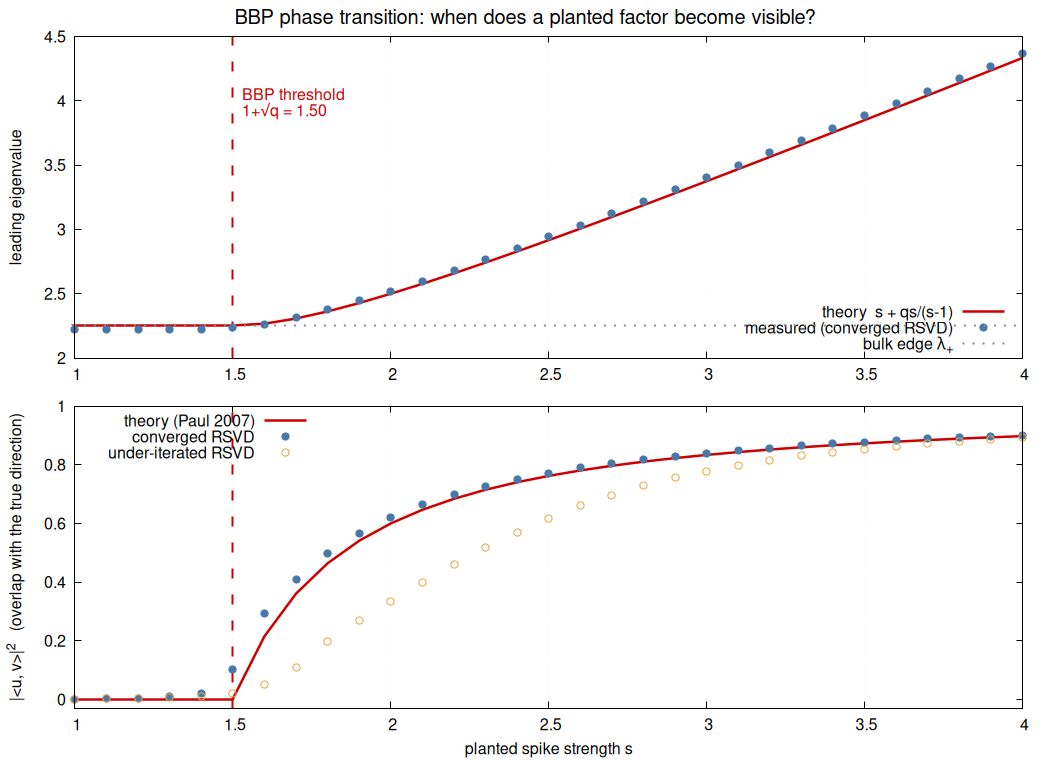 BBP phase transition: when does a planted factor become visible?
4.5
4
3.5
3
2.5
2
leading eigenvalue
BBP threshold
1+√q = 1.50
theory  s + qs/(s-1)
measured (converged RSVD)
bulk edge λ₊
1
1.5
2
2.5
3
3.5
4
1
0.8
0.6
0.4
0.2
0
|<u, v>|²   (overlap with the true direction)
theory (Paul 2007)
converged RSVD
under-iterated RSVD
1
1.5
2
2.5
3
3.5
4
planted spike strength s